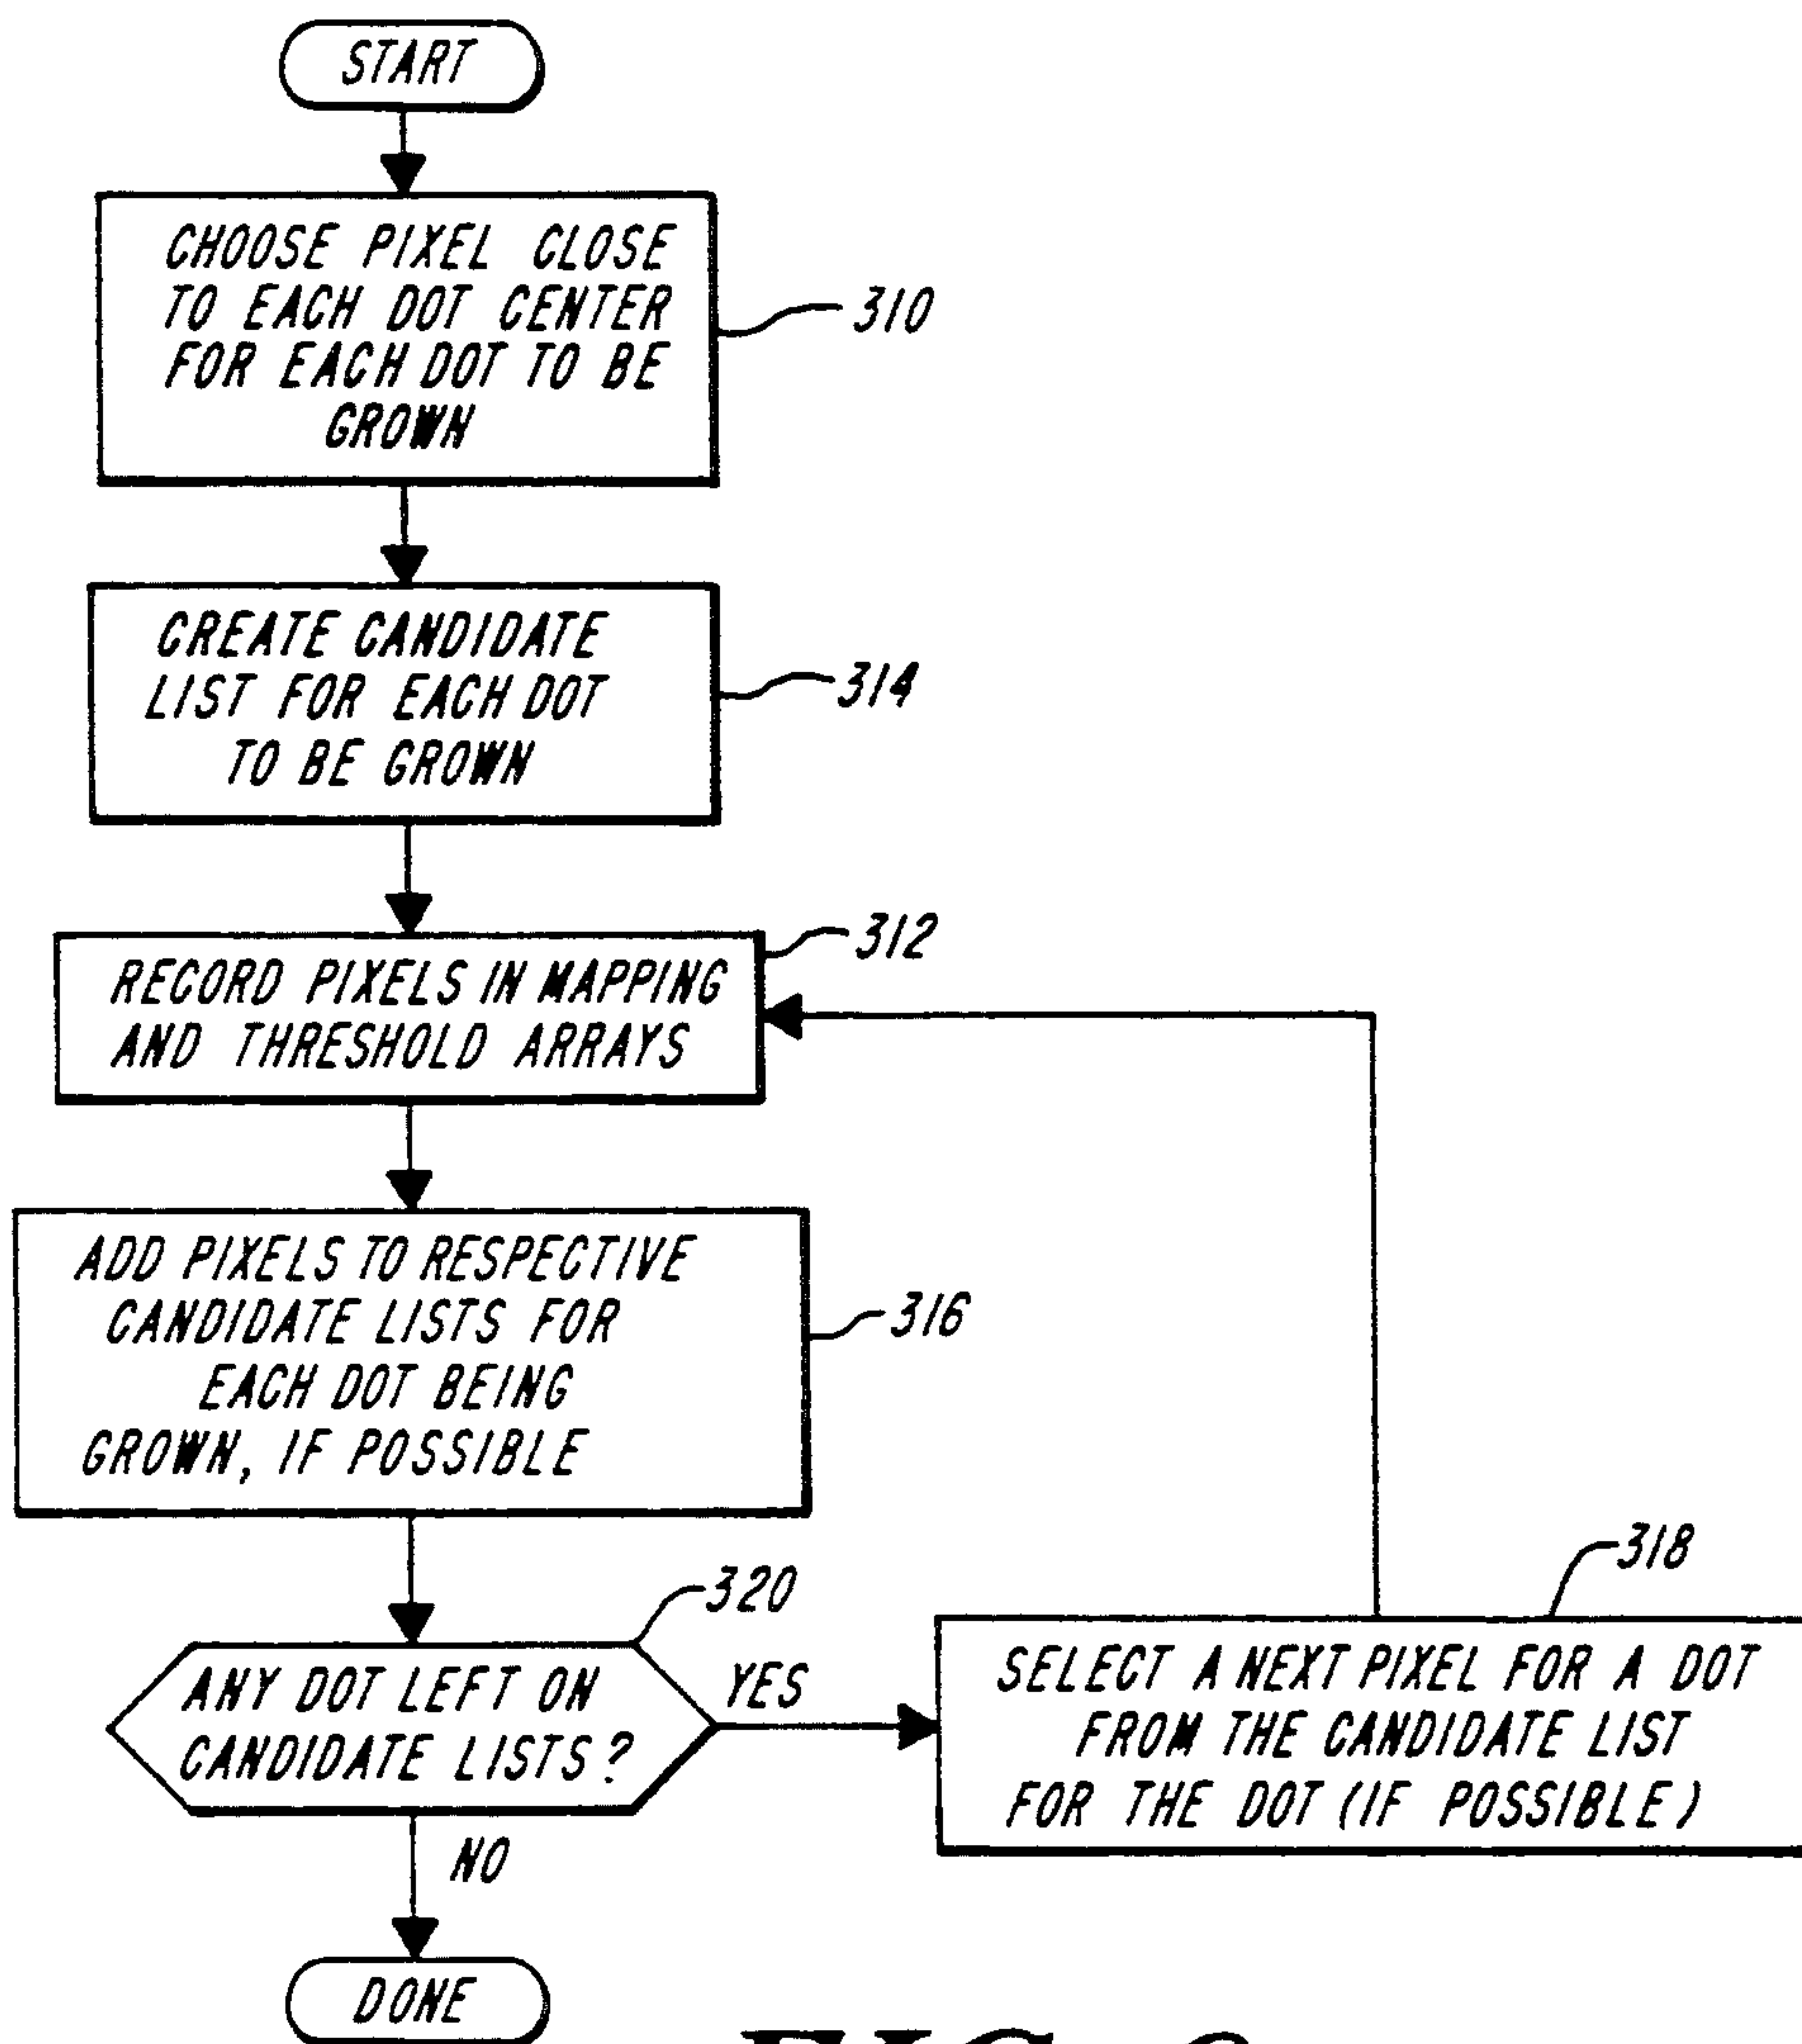 START
CHOOSE PIXEL CLOSE
TO EACH DOT CENTER
FOR EACH DOT TO BE
GROWN
310
CREATE CANDIDATE
LIST FOR EACH DOT
TO BE GROWN
314
312
RECORD PIXELS IN MAPPING
AND THRESHOLD ARRAYS
ADD PIXELS TO RESPECTIVE
CANDIDATE LISTS FOR
EACH DOT BEING
GROWN, IF POSSIBLE
316
320
ANY DOT LEFT ON
CANDIDATE LISTS?
YES
318
SELECT A NEXT PIXEL FOR A DOT
FROM THE CANDIDATE LIST
FOR THE DOT (IF POSSIBLE)
NO
DONE